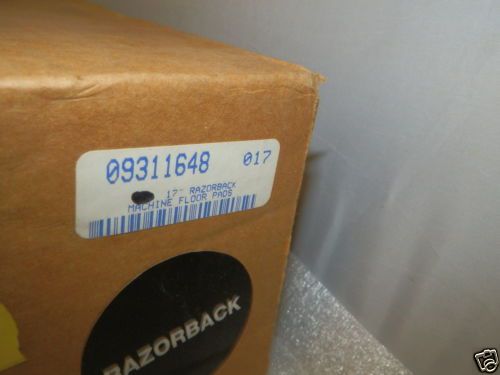 09311648 017
17" RAZORBACK
MACHINE FLOOR PADS
RAZORBACK